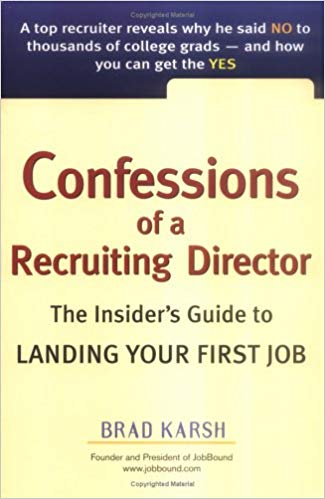 A top recruiter reveals why he said NO to
thousands of college grads — and how
you can get the YES
Copyrighted Material
Confessions
of a
Recruiting Director
The Insider's Guide to
LANDING YOUR FIRST JOB
BRAD KARSH
Founder and President of JobBound
www.jobbound.com
Copyrighted Material